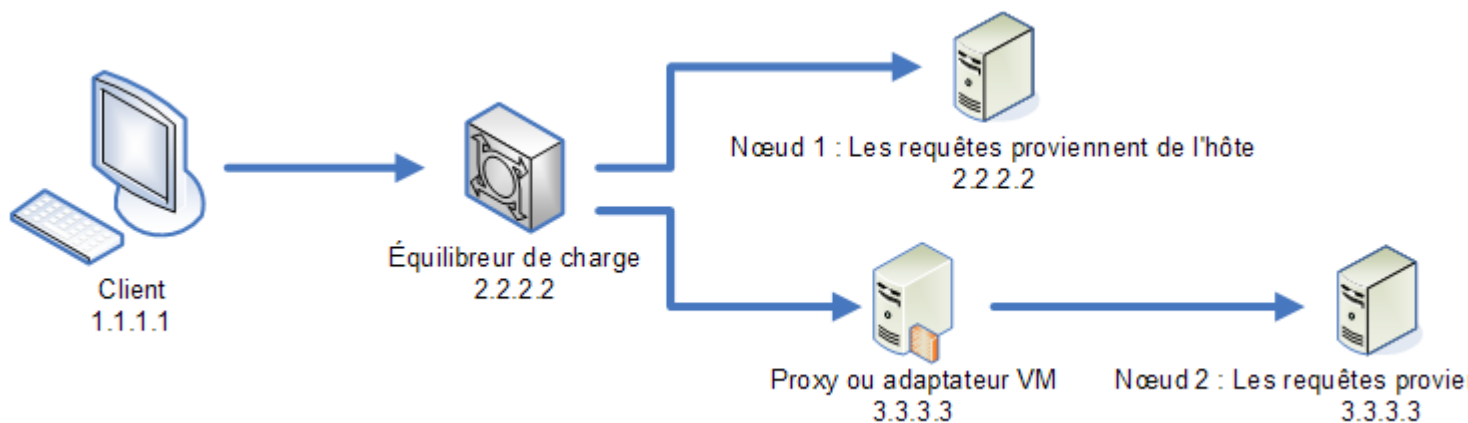 Nœud 1 : Les requêtes proviennent de l'hôte
2.2.2.2
Équilibreur de charge
2.2.2.2
Client
1.1.1.1
Proxy ou adaptateur VM
3.3.3.3
Nœud 2 : Les requêtes
3.3.3.3